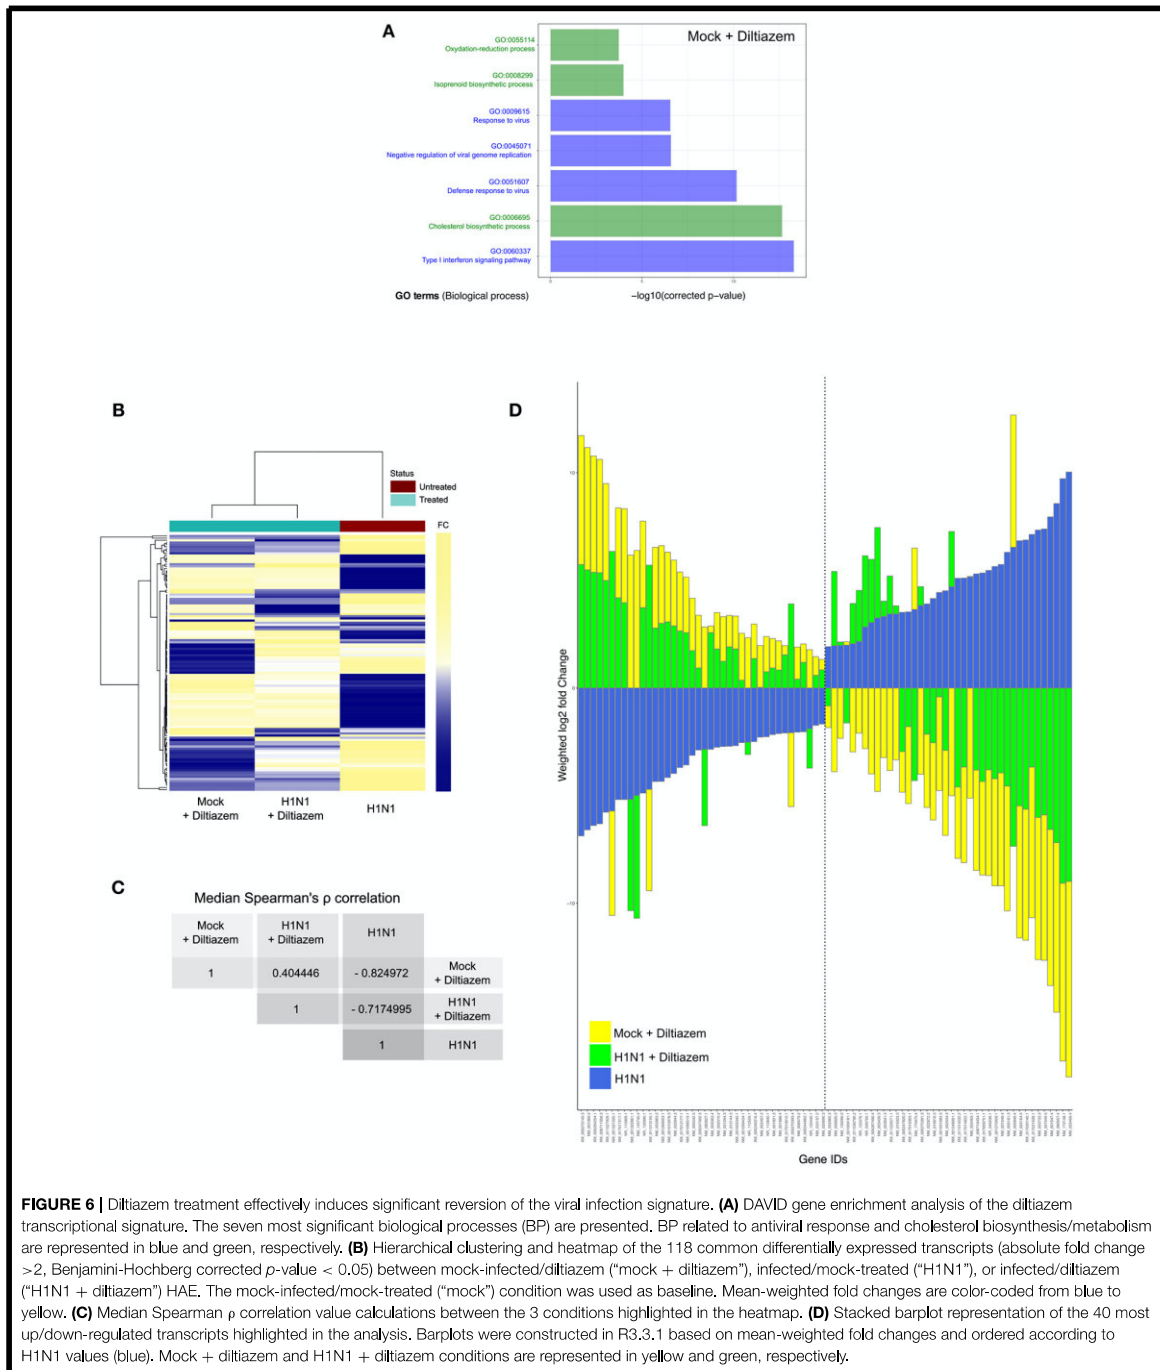 A
Mock + Diltiazem
GO:0055114
Oxydation-reduction process
GO:0008299
Isoprenoid biosynthetic process
GO:0009615
Response to virus
GO:0045071
Negative regulation of viral genome replication
GO:0051607
Defense response to virus
GO:0006695
Cholesterol biosynthetic process
GO:0060337
Type I interferon signaling pathway
GO terms (Biological process)
−log10(corrected p−value)
B
Status
Untreated
Treated
FC
Mock
+ Diltiazem
H1N1
+ Diltiazem
H1N1
C
Median Spearman's ρ correlation
Mock
+ Diltiazem
H1N1
+ Diltiazem
H1N1
1
0.404446
- 0.824972
Mock
+ Diltiazem
1
- 0.7174995
H1N1
+ Diltiazem
1
H1N1
D
Weighted log2 fold Change
10
0
−10
Mock + Diltiazem
H1N1 + Diltiazem
H1N1
Gene IDs
FIGURE 6 | Diltiazem treatment effectively induces significant reversion of the viral infection signature. (A) DAVID gene enrichment analysis of the diltiazem
transcriptional signature. The seven most significant biological processes (BP) are presented. BP related to antiviral response and cholesterol biosynthesis/metabolism
are represented in blue and green, respectively. (B) Hierarchical clustering and heatmap of the 118 common differentially expressed transcripts (absolute fold change
>2, Benjamini-Hochberg corrected p-value < 0.05) between mock-infected/diltiazem (“mock + diltiazem”), infected/mock-treated (“H1N1”), or infected/diltiazem
(“H1N1 + diltiazem”) HAE. The mock-infected/mock-treated (“mock”) condition was used as baseline. Mean-weighted fold changes are color-coded from blue to
yellow. (C) Median Spearman ρ correlation value calculations between the 3 conditions highlighted in the heatmap. (D) Stacked barplot representation of the 40 most
up/down-regulated transcripts highlighted in the analysis. Barplots were constructed in R3.3.1 based on mean-weighted fold changes and ordered according to
H1N1 values (blue). Mock + diltiazem and H1N1 + diltiazem conditions are represented in yellow and green, respectively.